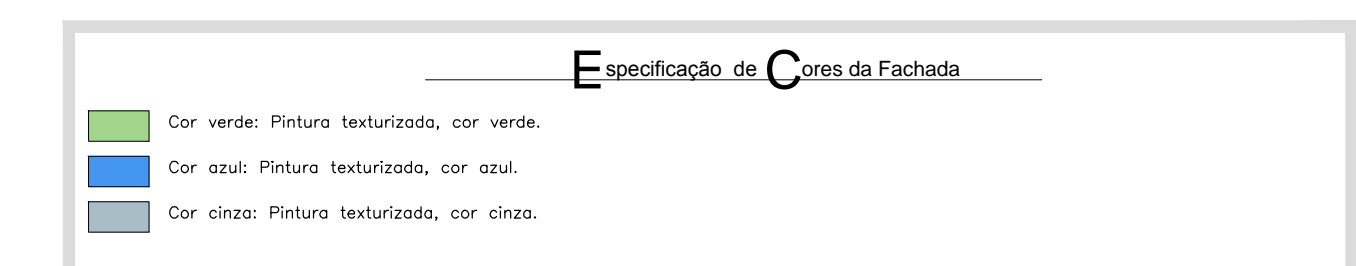 Especificação de Cores da Fachada
Cor verde: Pintura texturizada, cor verde.
Cor azul: Pintura texturizada, cor azul.
Cor cinza: Pintura texturizada, cor cinza.